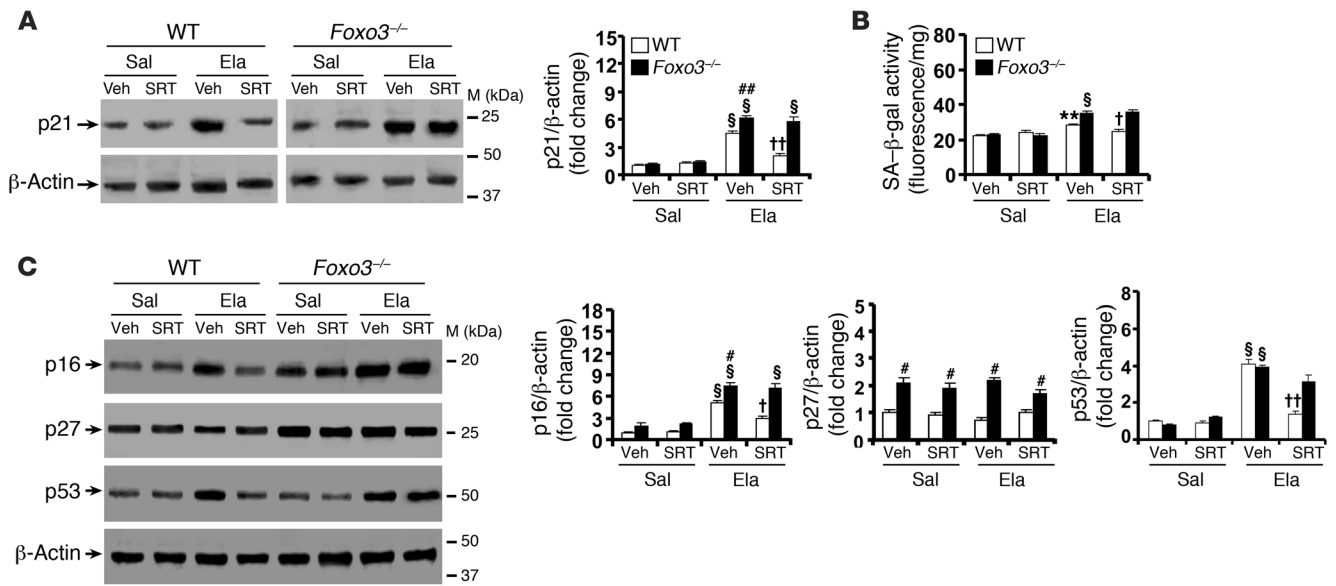 A
WT
Foxo3–/–
Sal
Ela
Sal
Ela
Veh
SRT
Veh
SRT
Veh
SRT
Veh
SRT
M (kDa)
p21
25
β-Actin
50
37
p21/β-actin
(fold change)
15
12
9
6
3
0
WT
Foxo3–/–
§
##
§
††
§
Veh
SRT
Veh
SRT
Sal
Ela
B
SA–β-gal activity
(fluorescence/mg)
80
60
40
20
0
WT
Foxo3–/–
**
§
†
Veh
SRT
Veh
SRT
Sal
Ela
C
WT
Foxo3–/–
Sal
Ela
Sal
Ela
Veh
SRT
Veh
SRT
Veh
SRT
Veh
SRT
M (kDa)
p16
20
p27
25
p53
50
β-Actin
50
37
p16/β-actin
(fold change)
18
15
12
9
6
3
0
§
#
§
†
§
Veh
SRT
Veh
SRT
Sal
Ela
p27/β-actin
(fold change)
5
4
3
2
1
0
#
#
#
#
Veh
SRT
Veh
SRT
Sal
Ela
p53/β-actin
(fold change)
8
6
4
2
0
§
§
††
Veh
SRT
Veh
SRT
Sal
Ela